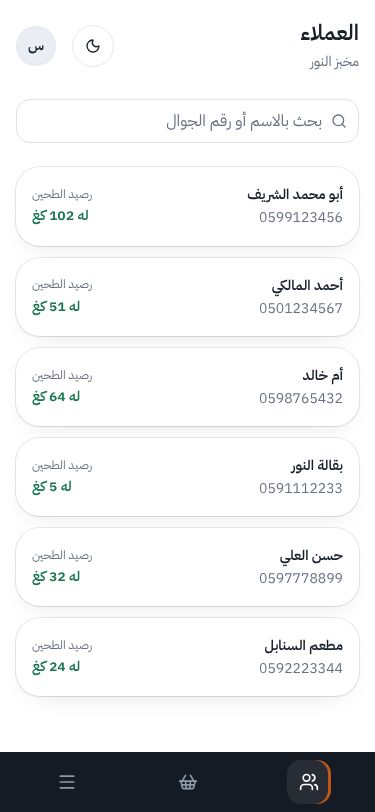 العملاء
مخبز النور
س
بحث بالاسم أو رقم الجوال
أبو محمد الشريف
0599123456
رصيد الطحين
له 102 كغ
أحمد المالكي
0501234567
رصيد الطحين
له 51 كغ
أم خالد
0598765432
رصيد الطحين
له 64 كغ
بقالة النور
0591112233
رصيد الطحين
له 5 كغ
حسن العلي
0597778899
رصيد الطحين
له 32 كغ
مطعم السنابل
0592223344
رصيد الطحين
له 24 كغ